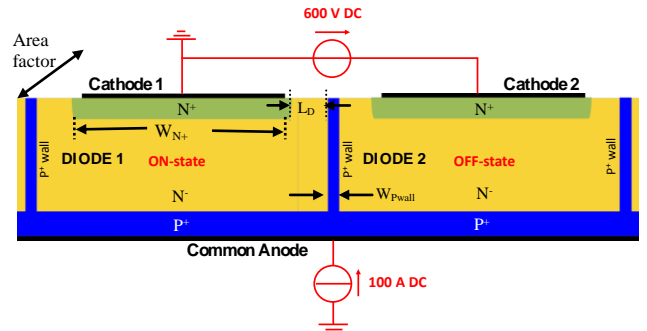 600 V DC
Area
factor
Cathode 1
Cathode 2
N+
LD
N+
WN+
P+ wall
DIODE 1
ON-state
P+ wall
DIODE 2
OFF-state
P+ wall
WPwall
N-
N-
P+
P+
Common Anode
100 A DC